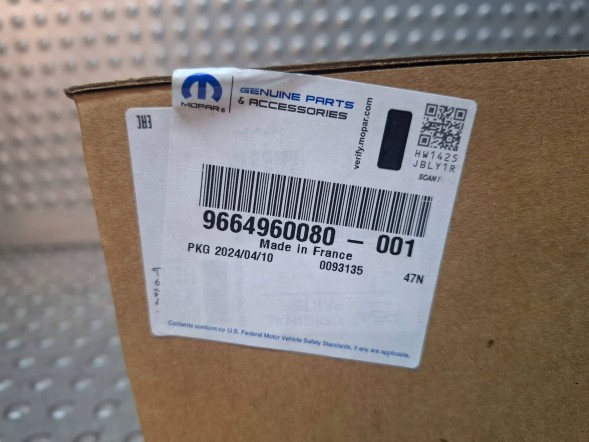 MOPAR®
GENUINE PARTS
& ACCESSORIES
verify.mopar.com
HW142S
JBLY1R
SCAN
9664960080 - 001
Made in France
PKG 2024/04/10
0093135
47N
Contents conform to U.S. Federal Motor Vehicle Safety Standards, if any are applicable.